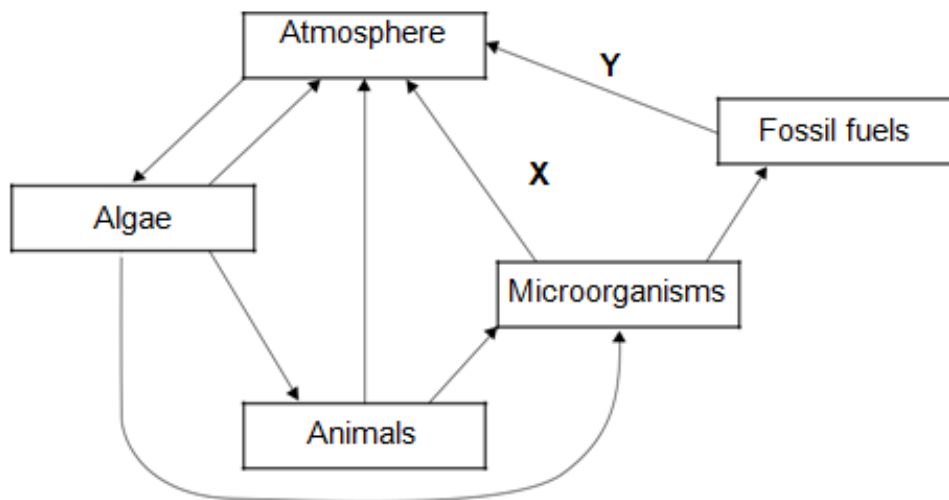 Atmosphere
Y
Fossil fuels
X
Algae
Microorganisms
Animals